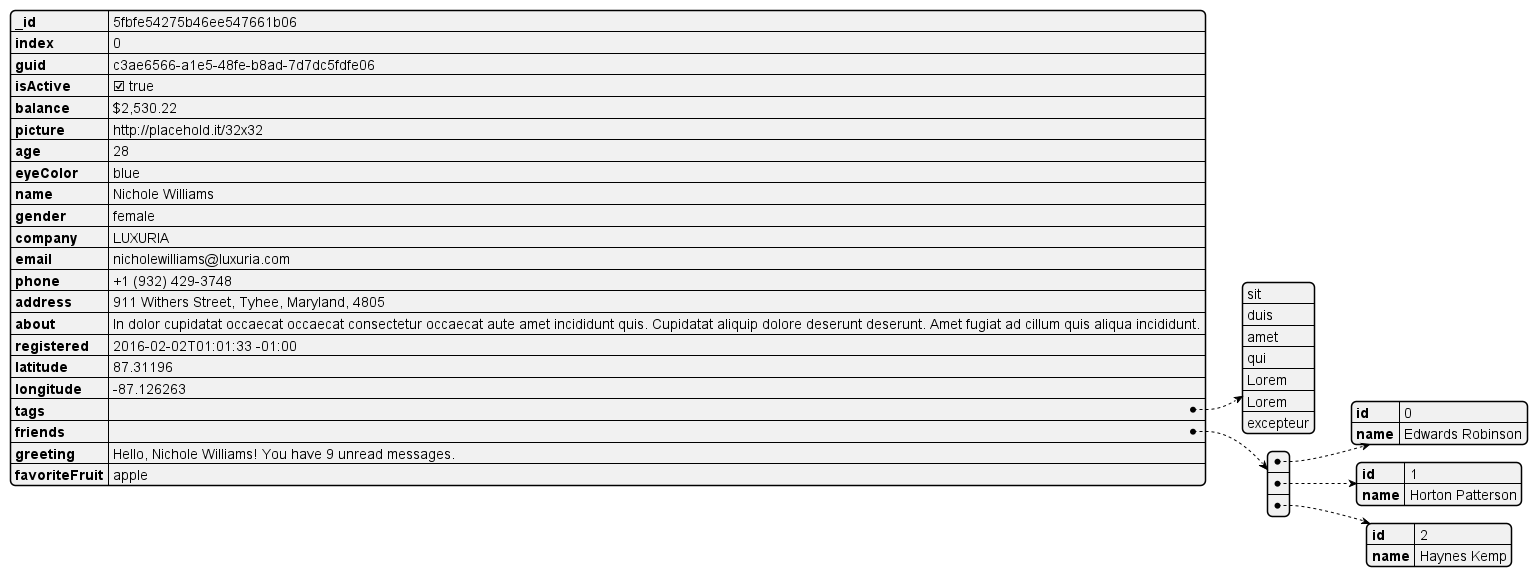 _id 5fbfe54275b46ee547661b06
index 0
guid c3ae6566-a1e5-48fe-b8ad-7d7dc5fdfe06
isActive ☑ true
balance $2,530.22
picture http://placehold.it/32x32
age 28
eyeColor blue
name Nichole Williams
gender female
company LUXURIA
email nicholewilliams@luxuria.com
phone +1 (932) 429-3748
address 911 Withers Street, Tyhee, Maryland, 4805
about In dolor cupidatat occaecat occaecat consectetur occaecat aute amet incididunt quis. Cupidatat aliquip dolore deserunt deserunt. Amet fugiat ad cillum quis aliqua incididunt.
registered 2016-02-02T01:01:33 -01:00
latitude 87.31196
longitude -87.126263
tags
friends
greeting Hello, Nichole Williams! You have 9 unread messages.
favoriteFruit apple
sit
duis
amet
qui
Lorem
Lorem
excepteur
id 0
name Edwards Robinson
id 1
name Horton Patterson
id 2
name Haynes Kemp